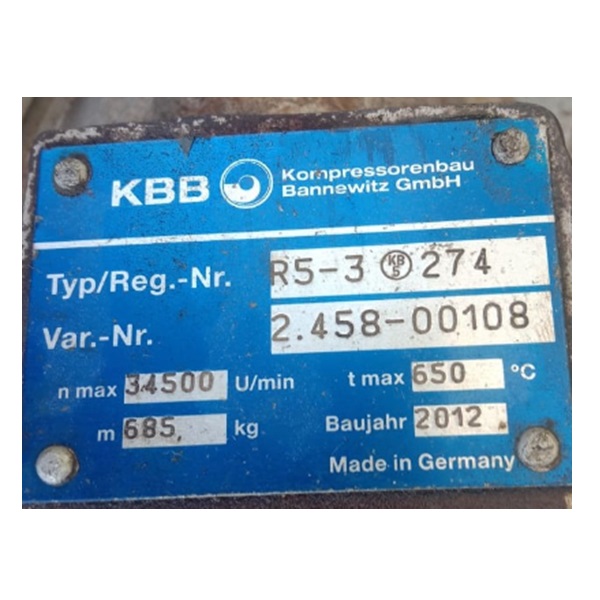 KBB Kompressorenbau
Bannewitz GmbH
Typ/Reg.-Nr. R5-3 KB5 274
Var.-Nr. 2.458-00108
n max 34500 U/min t max 650 °C
m 685, kg Baujahr 2012
Made in Germany